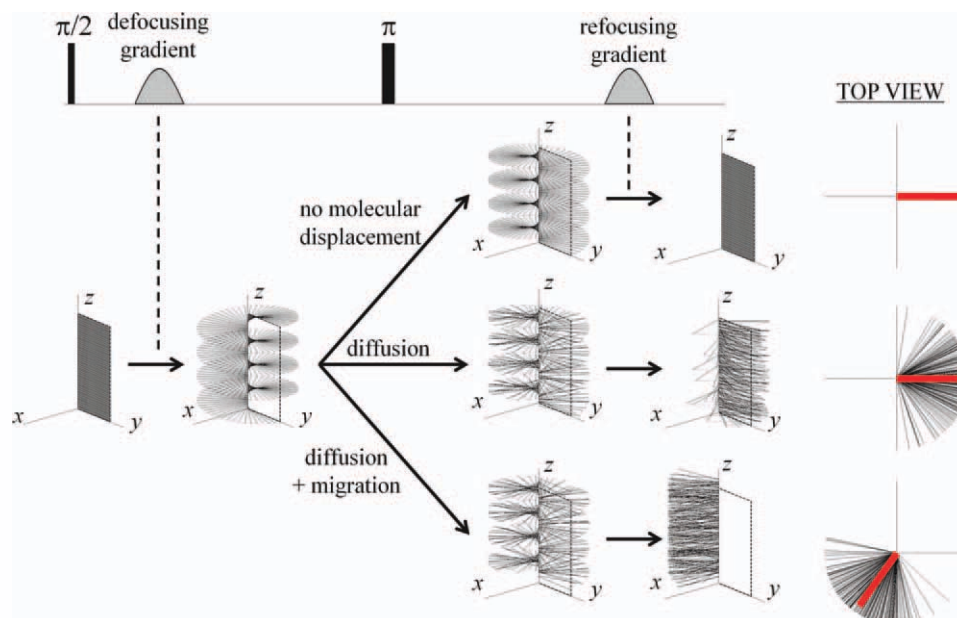 π/2
defocusing
gradient
π
refocusing
gradient
TOP VIEW
z
x
y
z
x
y
no molecular
displacement
z
x
y
z
x
y
diffusion
z
x
y
z
x
y
diffusion
+ migration
z
x
y
z
x
y